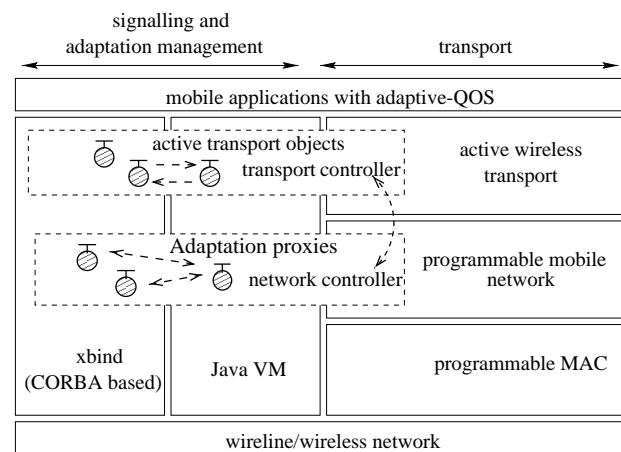 signalling
and
adaptation management
transport
mobile applications with adaptive-QOS
active transport objects
transport controller
active wireless
transport
Adaptation proxies
network controller
programmable mobile
network
xbind
(CORBA based)
Java VM
programmable MAC
wireline/wireless network